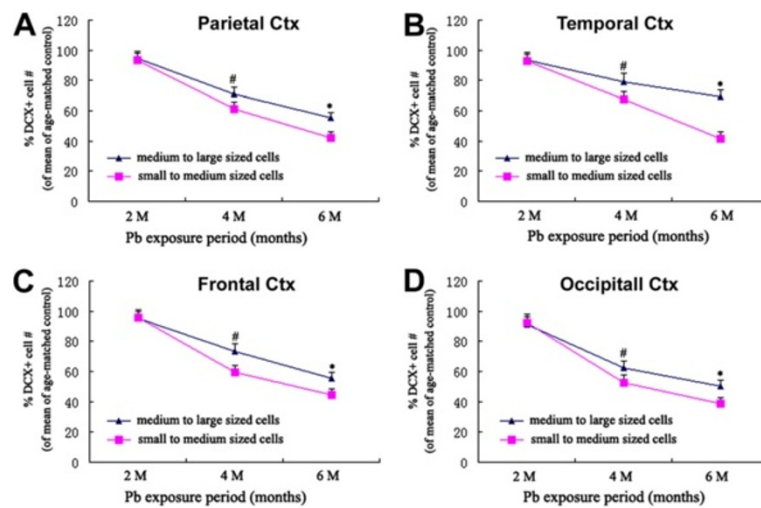 A
Parietal Ctx
% DCX+ cell #
(of mean of age-matched control)
120
100
80
60
40
20
0
#
*
medium to large sized cells
small to medium sized cells
2 M
4 M
6 M
Pb exposure period (months)
B
Temporal Ctx
% DCX+ cell #
(of mean of age-matched control)
120
100
80
60
40
20
0
#
*
medium to large sized cells
small to medium sized cells
2 M
4 M
6 M
Pb exposure period (months)
C
Frontal Ctx
% DCX+ cell #
(of mean of age-matched control)
120
100
80
60
40
20
0
#
*
medium to large sized cells
small to medium sized cells
2 M
4 M
6 M
Pb exposure period (months)
D
Occipitall Ctx
% DCX+ cell #
(of mean of age-matched control)
120
100
80
60
40
20
0
#
*
medium to large sized cells
small to medium sized cells
2 M
4 M
6 M
Pb exposure period (months)